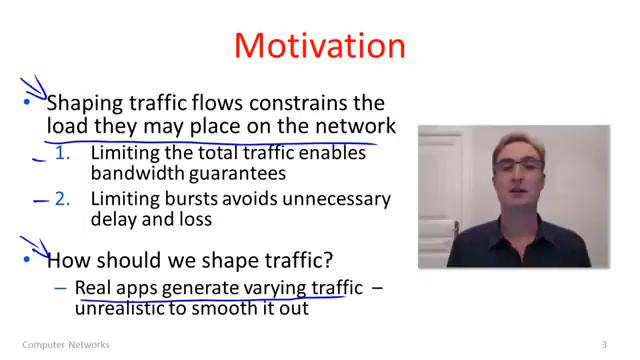 Motivation
• Shaping traffic flows constrains the
load they may place on the network
1. Limiting the total traffic enables
bandwidth guarantees
2. Limiting bursts avoids unnecessary
delay and loss
• How should we shape traffic?
– Real apps generate varying traffic –
unrealistic to smooth it out
Computer Networks
3